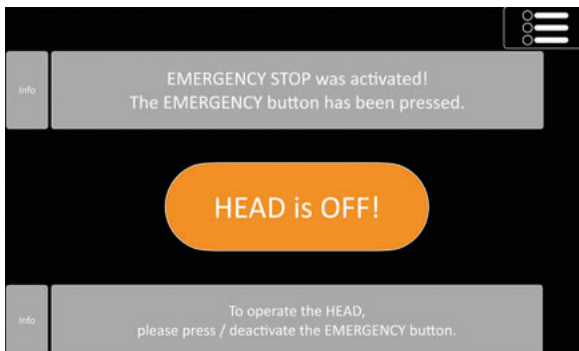 Info
EMERGENCY STOP was activated!
The EMERGENCY button has been pressed.
HEAD is OFF!
Info
To operate the HEAD,
please press / deactivate the EMERGENCY button.